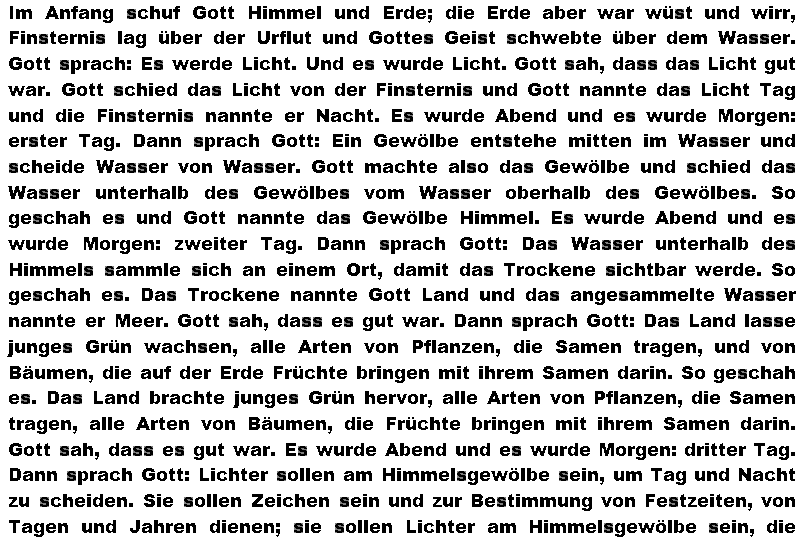 Im Anfang schuf Gott Himmel und Erde; die Erde aber war wüst und wirr,
Finsternis lag über der Urflut und Gottes Geist schwebte über dem Wasser.
Gott sprach: Es werde Licht. Und es wurde Licht. Gott sah, dass das Licht gut
war. Gott schied das Licht von der Finsternis und Gott nannte das Licht Tag
und die Finsternis nannte er Nacht. Es wurde Abend und es wurde Morgen:
erster Tag. Dann sprach Gott: Ein Gewölbe entstehe mitten im Wasser und
scheide Wasser von Wasser. Gott machte also das Gewölbe und schied das
Wasser unterhalb des Gewölbes vom Wasser oberhalb des Gewölbes. So
geschah es und Gott nannte das Gewölbe Himmel. Es wurde Abend und es
wurde Morgen: zweiter Tag. Dann sprach Gott: Das Wasser unterhalb des
Himmels sammle sich an einem Ort, damit das Trockene sichtbar werde. So
geschah es. Das Trockene nannte Gott Land und das angesammelte Wasser
nannte er Meer. Gott sah, dass es gut war. Dann sprach Gott: Das Land lasse
junges Grün wachsen, alle Arten von Pflanzen, die Samen tragen, und von
Bäumen, die auf der Erde Früchte bringen mit ihrem Samen darin. So geschah
es. Das Land brachte junges Grün hervor, alle Arten von Pflanzen, die Samen
tragen, alle Arten von Bäumen, die Früchte bringen mit ihrem Samen darin.
Gott sah, dass es gut war. Es wurde Abend und es wurde Morgen: dritter Tag.
Dann sprach Gott: Lichter sollen am Himmelsgewölbe sein, um Tag und Nacht
zu scheiden. Sie sollen Zeichen sein und zur Bestimmung von Festzeiten, von
Tagen und Jahren dienen; sie sollen Lichter am Himmelsgewölbe sein, die